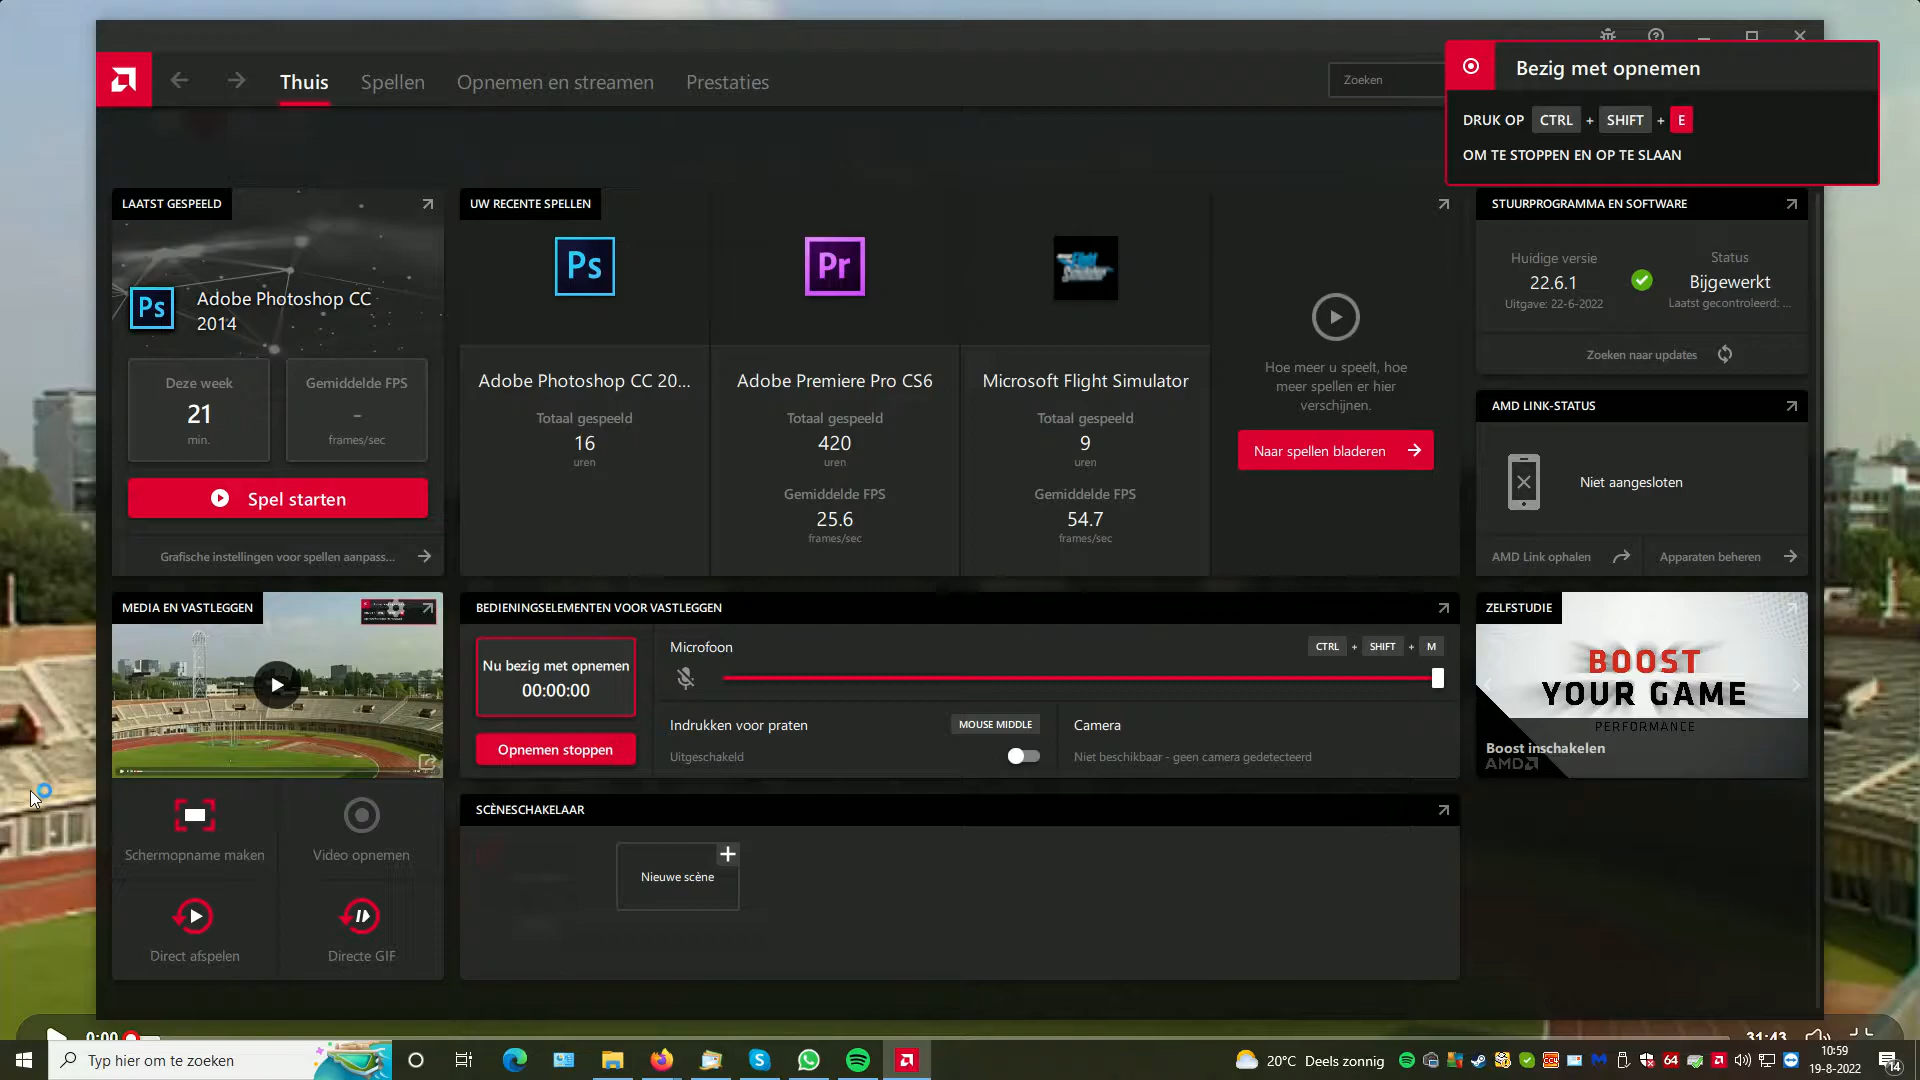 Thuis
Spellen
Opnemen en streamen
Prestaties
Zoeken
Bezig met opnemen
DRUK OP CTRL + SHIFT + E
OM TE STOPPEN EN OP TE SLAAN
LAATST GESPEELD
Ps
Adobe Photoshop CC
2014
Deze week
21
min.
Gemiddelde FPS
-
frames/sec
Spel starten
Grafische instellingen voor spellen aanpass...
UW RECENTE SPELLEN
Ps
Adobe Photoshop CC 20...
Totaal gespeeld
16
uren
Pr
Adobe Premiere Pro CS6
Totaal gespeeld
420
uren
Gemiddelde FPS
25.6
frames/sec
Flight
Simulator
Microsoft Flight Simulator
Totaal gespeeld
9
uren
Gemiddelde FPS
54.7
frames/sec
Hoe meer u speelt, hoe
meer spellen er hier
verschijnen.
Naar spellen bladeren
STUURPROGRAMMA EN SOFTWARE
Huidige versie
22.6.1
Uitgave: 22-6-2022
Status
Bijgewerkt
Laatst gecontroleerd: ...
Zoeken naar updates
AMD LINK-STATUS
Niet aangesloten
AMD Link ophalen
Apparaten beheren
MEDIA EN VASTLEGGEN
Schermopname maken
Video opnemen
Direct afspelen
Directe GIF
BEDIENINGSELEMENTEN VOOR VASTLEGGEN
Nu bezig met opnemen
00:00:00
Opnemen stoppen
Microfoon
CTRL + SHIFT + M
Indrukken voor praten
MOUSE MIDDLE
Uitgeschakeld
Camera
Niet beschikbaar - geen camera gedetecteerd
SCÈNESCHAKELAAR
Nieuwe scène
ZELFSTUDIE
BOOST
YOUR GAME
PERFORMANCE
Boost inschakelen
AMD
0:00
31:43
Typ hier om te zoeken
20°C Deels zonnig
64
10:59
19-8-2022
14